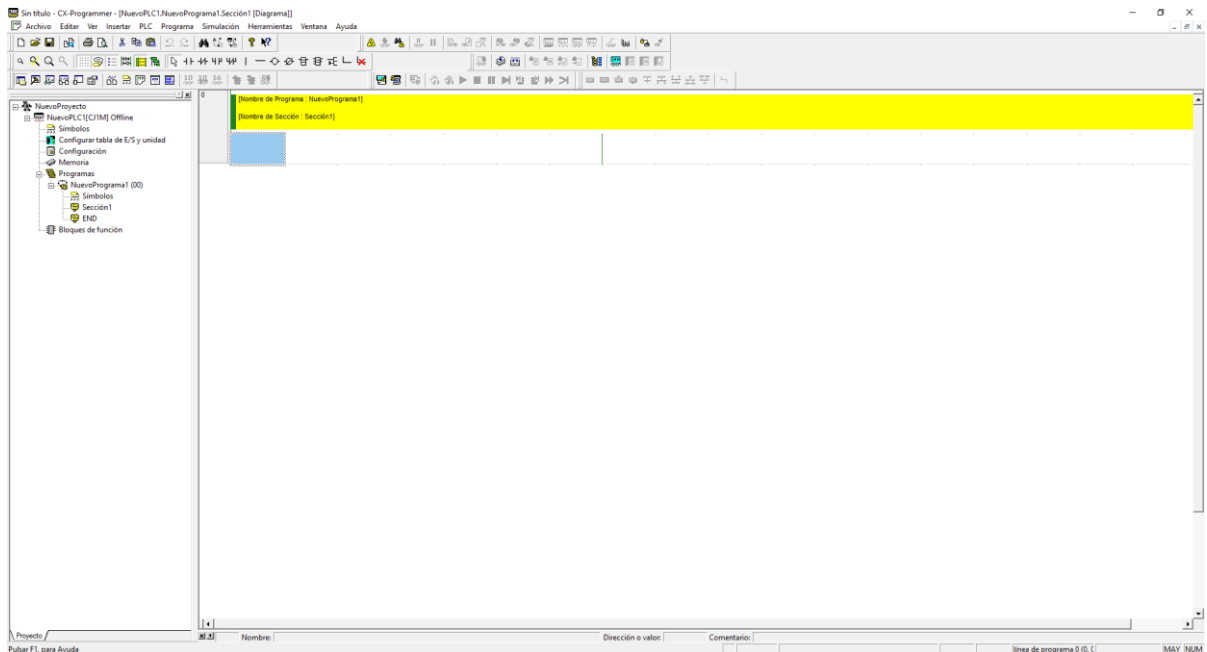 Sin título - CX-Programmer - [NuevoPLC1.NuevoPrograma1.Sección1 [Diagrama]]
Archivo Editar Ver Insertar PLC Programa Simulación Herramientas Ventana Ayuda
0
[Nombre de Programa : NuevoPrograma1]
[Nombre de Sección : Sección1]
NuevoProyecto
NuevoPLC1[CJ1M] Offline
Símbolos
Configurar tabla de E/S y unidad
Configuración
Memoria
Programas
NuevoPrograma1 (00)
Símbolos
Sección1
END
Bloques de función
Proyecto
Nombre: Dirección o valor: Comentario:
Pulsar F1, para Ayuda
línea de programa 0 (0, (
MAY NUM